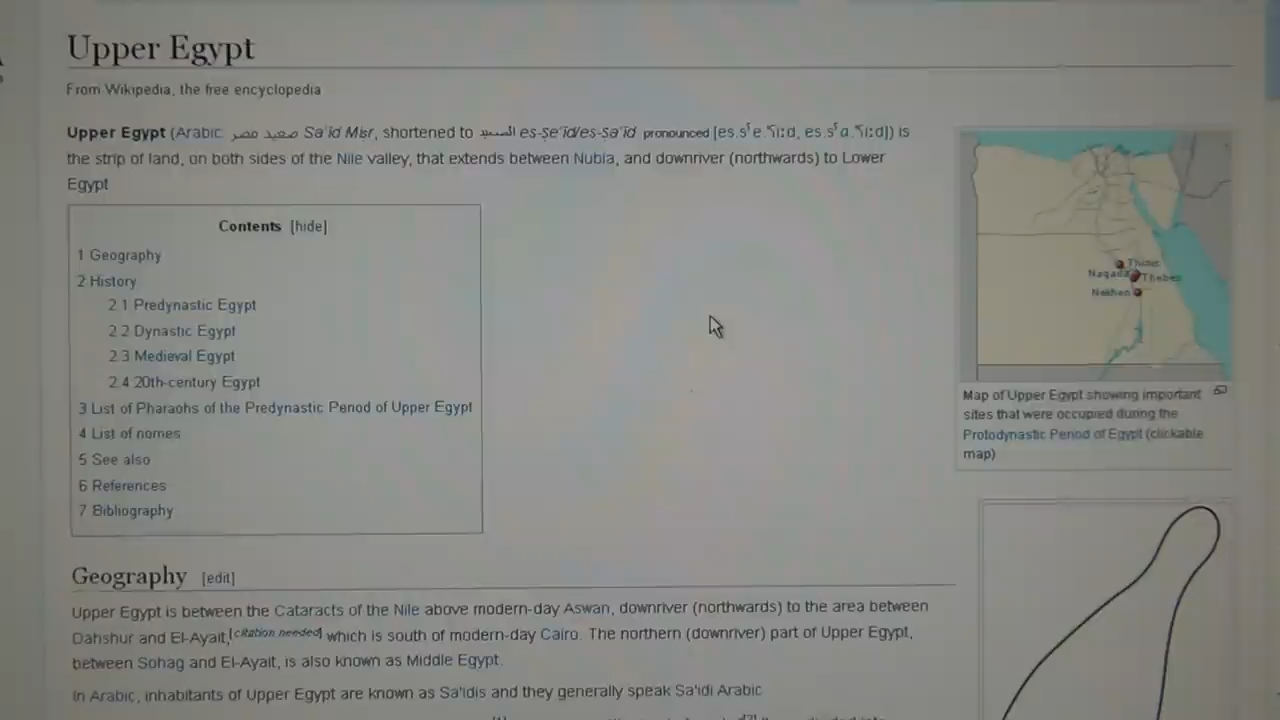 Upper Egypt
From Wikipedia, the free encyclopedia
Upper Egypt (Arabic: صعيد مصر Sa'id Misr, shortened to الصعيد es-Ṣe'īd/es-Ṣa'īd pronounced [es.sˤe.ʕiːd, es.sˤa.ʕiːd]) is
the strip of land, on both sides of the Nile valley, that extends between Nubia, and downriver (northwards) to Lower
Egypt
Contents [hide]
1 Geography
2 History
2.1 Predynastic Egypt
2.2 Dynastic Egypt
2.3 Medieval Egypt
2.4 20th-century Egypt
3 List of Pharaohs of the Predynastic Period of Upper Egypt
4 List of nomes
5 See also
6 References
7 Bibliography
Thinis
Naqada
Thebes
Nekhen
Map of Upper Egypt showing important
sites that were occupied during the
Protodynastic Period of Egypt (clickable
map)
Geography [edit]
Upper Egypt is between the Cataracts of the Nile above modern-day Aswan, downriver (northwards) to the area between
Dahshur and El-Ayait,[citation needed] which is south of modern-day Cairo. The northern (downriver) part of Upper Egypt,
between Sohag and El-Ayait, is also known as Middle Egypt.
In Arabic, inhabitants of Upper Egypt are known as Sa'idis and they generally speak Sa'idi Arabic